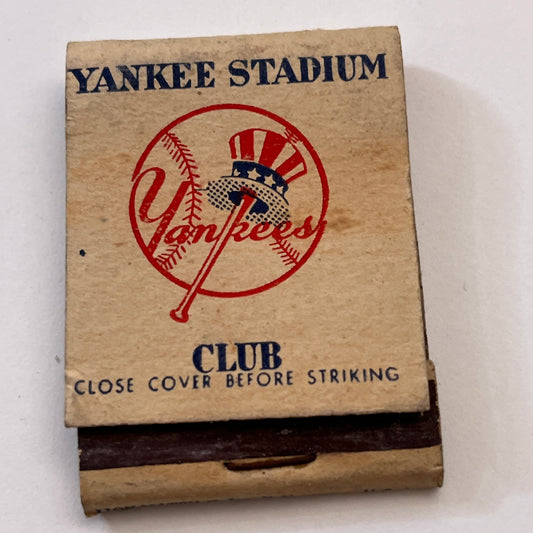 YANKEE STADIUM
Yankees
CLUB
CLOSE COVER BEFORE STRIKING